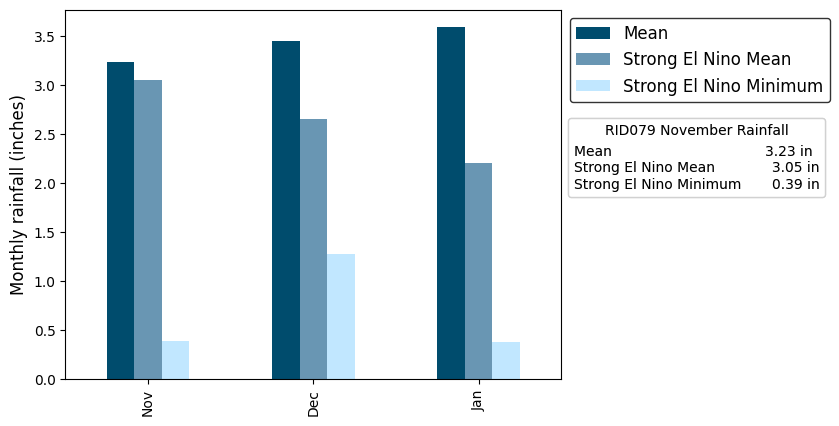 Monthly rainfall (inches)
3.5
3.0
2.5
2.0
1.5
1.0
0.5
0.0
Nov
Dec
Jan
Mean
Strong El Nino Mean
Strong El Nino Minimum
RID079 November Rainfall
Mean 3.23 in
Strong El Nino Mean 3.05 in
Strong El Nino Minimum 0.39 in